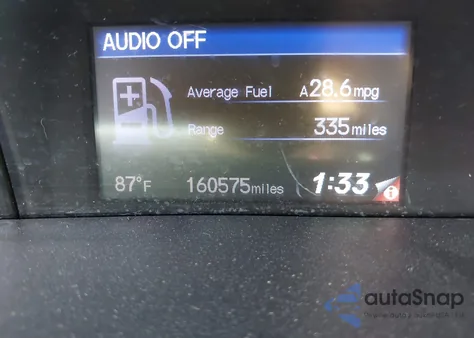 AUDIO OFF
Average Fuel A28.6mpg
Range 335miles
87°F 160575miles 1:33
autaSnap